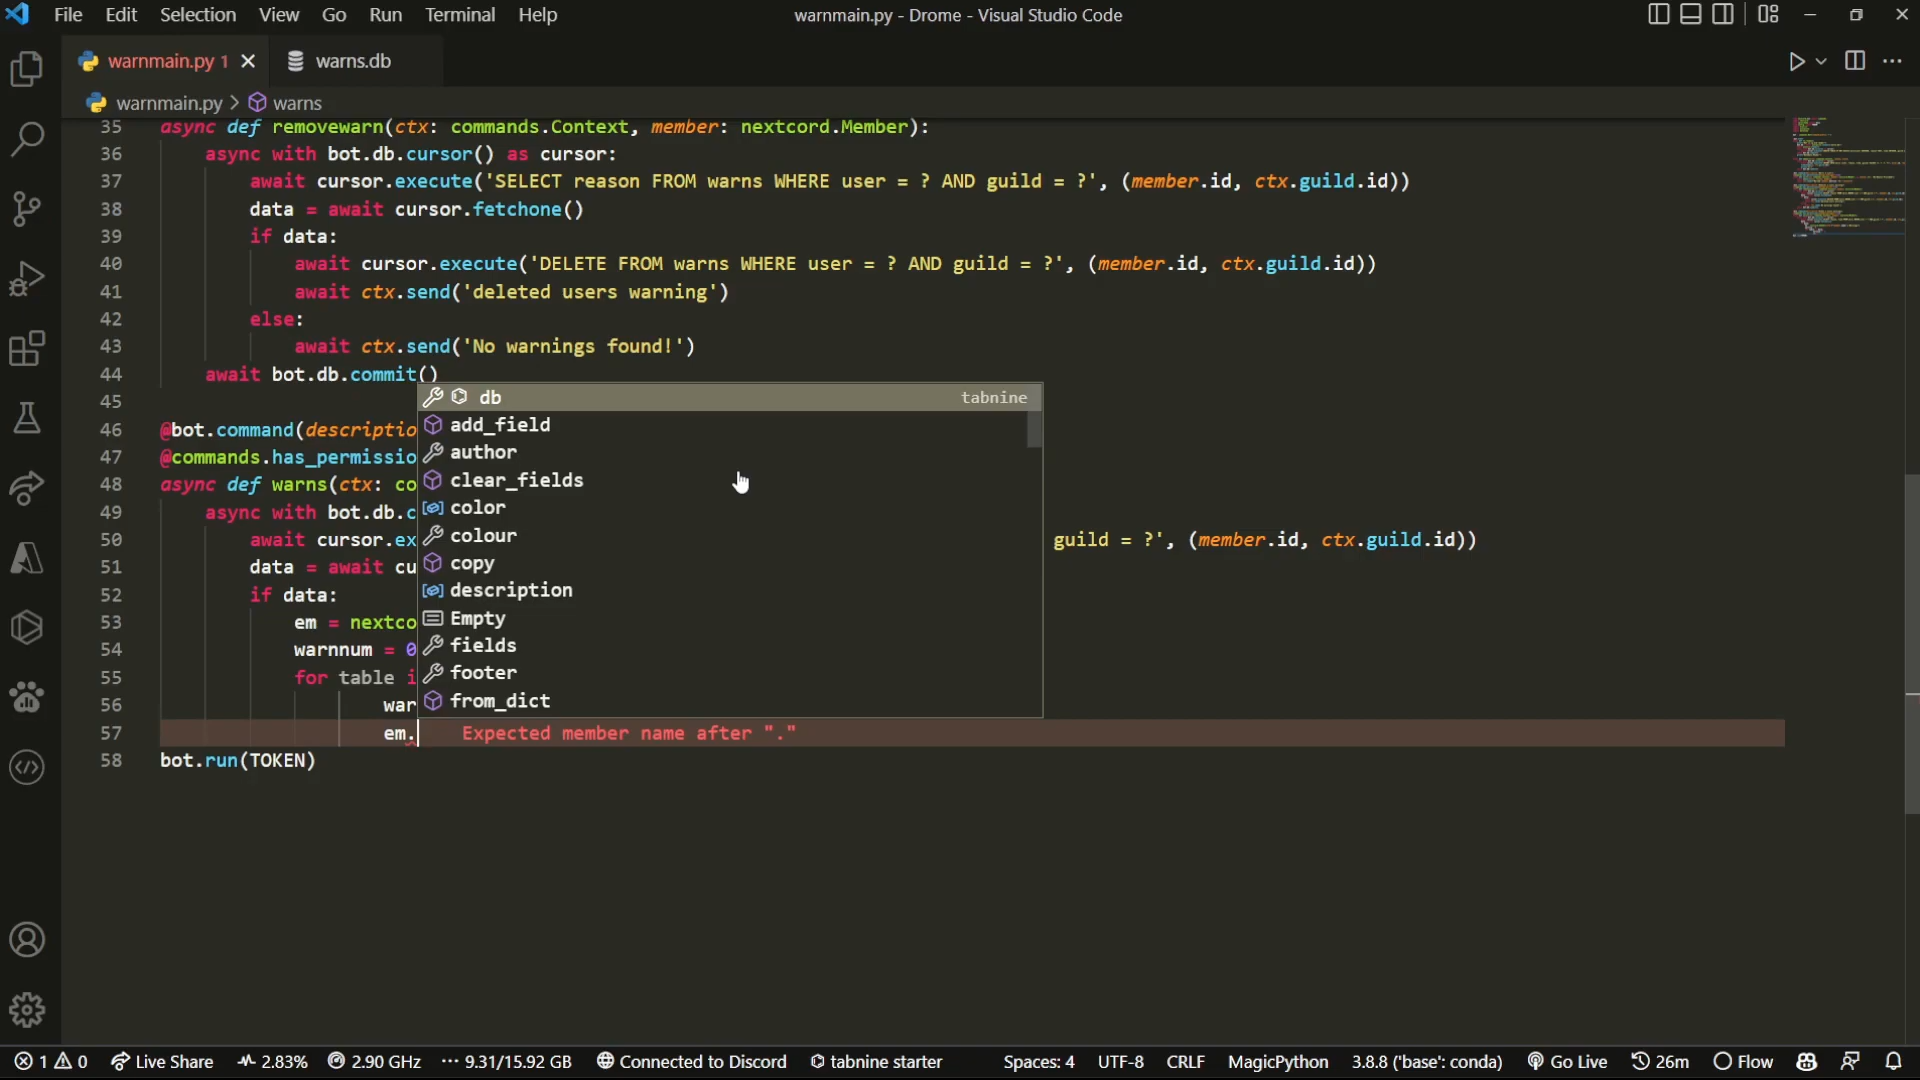 File Edit Selection View Go Run Terminal Help warnmain.py - Drome - Visual Studio Code
warnmain.py 1 warns.db
warnmain.py > warns
35 async def removewarn(ctx: commands.Context, member: nextcord.Member):
36 async with bot.db.cursor() as cursor:
37 await cursor.execute('SELECT reason FROM warns WHERE user = ? AND guild = ?', (member.id, ctx.guild.id))
38 data = await cursor.fetchone()
39 if data:
40 await cursor.execute('DELETE FROM warns WHERE user = ? AND guild = ?', (member.id, ctx.guild.id))
41 await ctx.send('deleted users warning')
42 else:
43 await ctx.send('No warnings found!')
44 await bot.db.commit()
45 db tabnine
add_field
46 @bot.command(descriptio
47 @commands.has_permissio author
48 async def warns(ctx: co clear_fields
49 async with bot.db.c color
50 await cursor.ex colour guild = ?', (member.id, ctx.guild.id))
51 data = await cu copy
52 if data: description
53 em = nextco Empty
54 warnnum = 0 fields
55 for table i footer
56 war from_dict
57 em. Expected member name after "."
58 bot.run(TOKEN)
1 0 Live Share 2.83% 2.90 GHz 9.31/15.92 GB Connected to Discord tabnine starter Spaces: 4 UTF-8 CRLF MagicPython 3.8.8 ('base': conda) Go Live 26m Flow